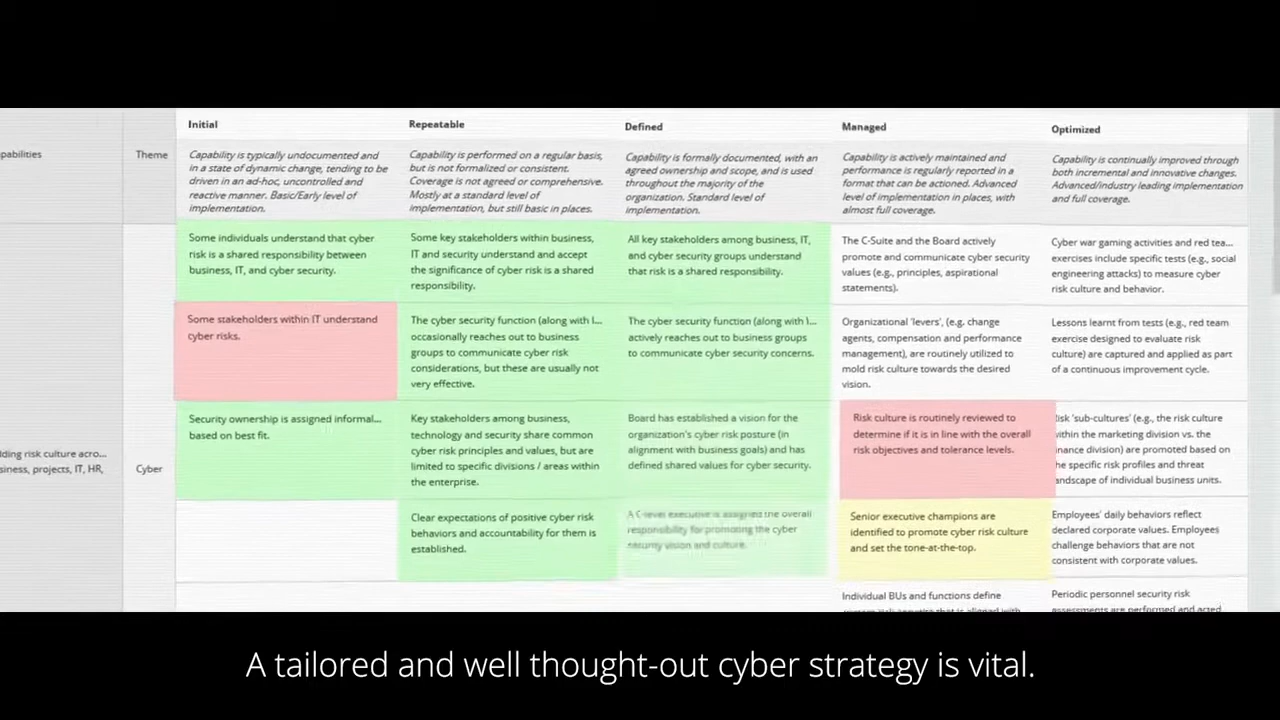 Initial
Repeatable
Defined
Managed
Optimized
pabilities
Theme
Capability is typically undocumented and
in a state of dynamic change, tending to be
driven in an ad-hoc, uncontrolled and
reactive manner. Basic/Early level of
implementation.
Capability is performed on a regular basis,
but is not formalized or consistent.
Coverage is not agreed or comprehensive.
Mostly at a standard level of
implementation, but still basic in places.
Capability is formally documented, with an
agreed ownership and scope, and is used
throughout the majority of the
organization. Standard level of
implementation.
Capability is actively maintained and
performance is regularly reported in a
format that can be actioned. Advanced
level of implementation in places, with
almost full coverage.
Capability is continually improved through
both incremental and innovative changes.
Advanced/industry leading implementation
and full coverage.
Some individuals understand that cyber
risk is a shared responsibility between
business, IT, and cyber security.
Some key stakeholders within business,
IT and security understand and accept
the significance of cyber risk is a shared
responsibility.
All key stakeholders among business, IT,
and cyber security groups understand
that risk is a shared responsibility.
The C-Suite and the Board actively
promote and communicate cyber security
values (e.g., principles, aspirational
statements).
Cyber war gaming activities and red tea...
exercises include specific tests (e.g., social
engineering attacks) to measure cyber
risk culture and behavior.
Some stakeholders within IT understand
cyber risks.
The cyber security function (along with I...
occasionally reaches out to business
groups to communicate cyber risk
considerations, but these are usually not
very effective.
The cyber security function (along with I...
actively reaches out to business groups
to communicate cyber security concerns.
Organizational 'levers', (e.g. change
agents, compensation and performance
management), are routinely utilized to
mold risk culture towards the desired
vision.
Lessons learnt from tests (e.g., red team
exercise designed to evaluate risk
culture) are captured and applied as part
of a continuous improvement cycle.
lding risk culture acro...
siness, projects, IT, HR,
Cyber
Security ownership is assigned informal...
based on best fit.
Key stakeholders among business,
technology and security share common
cyber risk principles and values, but are
limited to specific divisions / areas within
the enterprise.
Board has established a vision for the
organization's cyber risk posture (in
alignment with business goals) and has
defined shared values for cyber security.
Risk culture is routinely reviewed to
determine if it is in line with the overall
risk objectives and tolerance levels.
isk 'sub-cultures' (e.g., the risk culture
within the marketing division vs. the
inance division) are promoted based on
he specific risk profiles and threat
andscape of individual business units.
Clear expectations of positive cyber risk
behaviors and accountability for them is
established.
A C-level executive is assigned the overall
responsibility for promoting the cyber
security vision and culture.
Senior executive champions are
identified to promote cyber risk culture
and set the tone-at-the-top.
Employees' daily behaviors reflect
declared corporate values. Employees
challenge behaviors that are not
consistent with corporate values.
Individual BUs and functions define
Periodic personnel security risk
assessments are performed and acted
A tailored and well thought-out cyber strategy is vital.